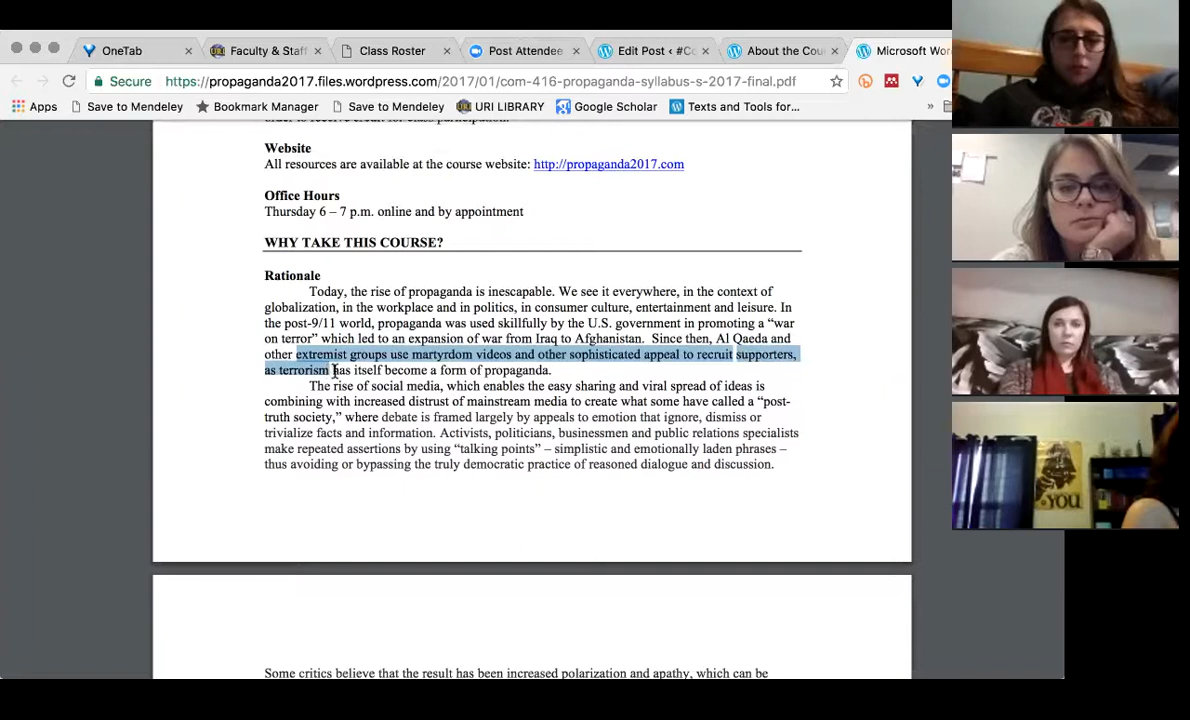 OneTab
Faculty & Staff
Class Roster
Post Attendee
Edit Post ‹ #Co
About the Cou
Microsoft Wor
Secure
https://propaganda2017.files.wordpress.com/2017/01/com-416-propaganda-syllabus-s-2017-final.pdf
Apps
Save to Mendeley
Bookmark Manager
Save to Mendeley
URI LIBRARY
Google Scholar
Texts and Tools for...
»
order to receive credit for class participation.
Website
All resources are available at the course website: http://propaganda2017.com
Office Hours
Thursday 6 – 7 p.m. online and by appointment
WHY TAKE THIS COURSE?
Rationale
Today, the rise of propaganda is inescapable. We see it everywhere, in the context of
globalization, in the workplace and in politics, in consumer culture, entertainment and leisure. In
the post-9/11 world, propaganda was used skillfully by the U.S. government in promoting a “war
on terror” which led to an expansion of war from Iraq to Afghanistan. Since then, Al Qaeda and
other extremist groups use martyrdom videos and other sophisticated appeal to recruit supporters,
as terrorism has itself become a form of propaganda.
The rise of social media, which enables the easy sharing and viral spread of ideas is
combining with increased distrust of mainstream media to create what some have called a “post-
truth society,” where debate is framed largely by appeals to emotion that ignore, dismiss or
trivialize facts and information. Activists, politicians, businessmen and public relations specialists
make repeated assertions by using “talking points” – simplistic and emotionally laden phrases –
thus avoiding or bypassing the truly democratic practice of reasoned dialogue and discussion.
Some critics believe that the result has been increased polarization and apathy, which can be
YOU